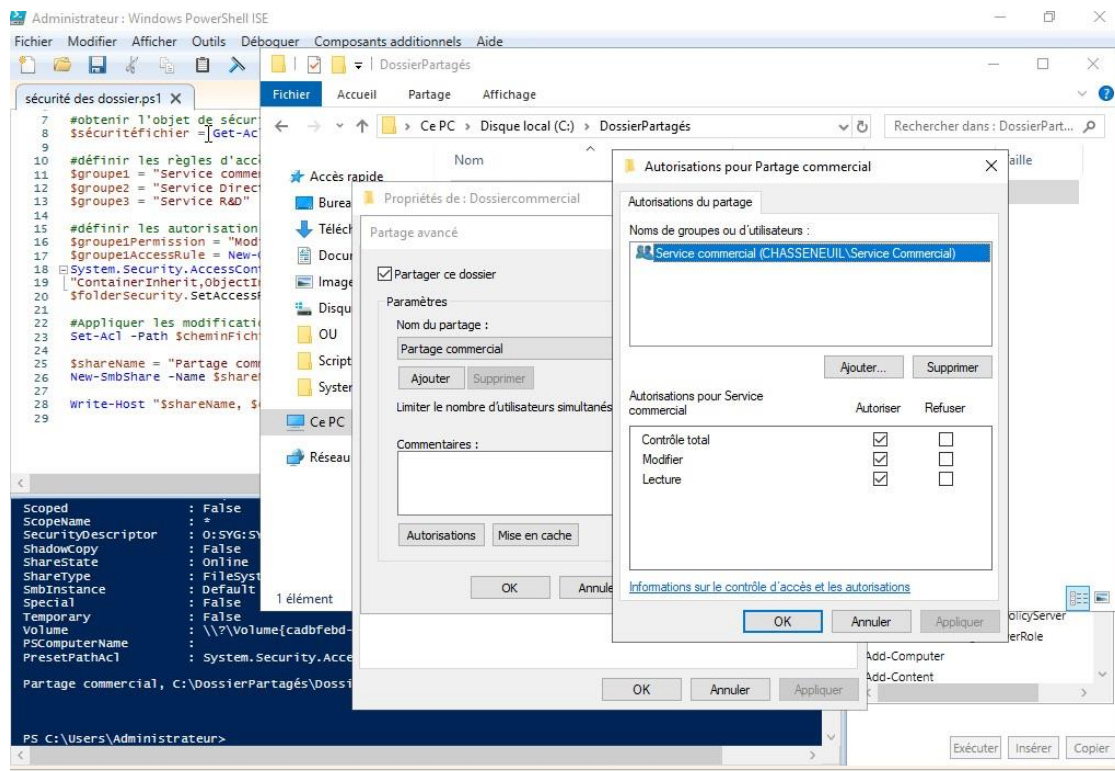 Administrateur : Windows PowerShell ISE
Fichier Modifier Afficher Outils Déboguer Composants additionnels Aide
sécurité des dossier.ps1 X
7 #obtenir l'objet de sécur
8 $sécuritéfichier = Get-Ac
9
10 #définir les règles d'accè
11 $groupe1 = "Service comme
12 $groupe2 = "Service Direc
13 $groupe3 = "Service R&D"
14
15 #définir les autorisation
16 $groupe1Permission = "Mod
17 $groupe1AccessRule = New-
18 System.Security.AccessCon
19 "ContainerInherit,ObjectI
20 $folderSecurity.SetAccess
21
22 #Appliquer les modificati
23 Set-Acl -Path $cheminFich
24
25 $shareName = "Partage com
26 New-SmbShare -Name $share
27
28 Write-Host "$shareName, $
29
Scoped : False
ScopeName : *
SecurityDescriptor : O:SYG:SY
ShadowCopy : False
ShareState : Online
ShareType : FileSyst
SmbInstance : Default
Special : False
Temporary : False
Volume : \\?\Volume{cadbfebd-
PSComputerName :
PresetPathAcl : System.Security.Acce
Partage commercial, C:\DossierPartagés\Dossi
PS C:\Users\Administrateur>
DossierPartagés
Fichier Accueil Partage Affichage
Ce PC > Disque local (C:) > DossierPartagés
Rechercher dans : DossierPart...
Nom
aille
Accès rapide
Burea
Téléch
Docur
Image
Disqu
OU
Script
Syster
Ce PC
Réseau
1 élément
Propriétés de : Dossiercommercial
Partage avancé
Partager ce dossier
Paramètres
Nom du partage :
Partage commercial
Ajouter Supprimer
Limiter le nombre d'utilisateurs simultanés
Commentaires :
Autorisations Mise en cache
OK Annule
OK Annuler Appliquer
Autorisations pour Partage commercial
Autorisations du partage
Noms de groupes ou d'utilisateurs :
Service commercial (CHASSENEUIL\Service Commercial)
Ajouter... Supprimer
Autorisations pour Service
commercial Autoriser Refuser
Contrôle total
Modifier
Lecture
Informations sur le contrôle d'accès et les autorisations
OK Annuler Appliquer
olicyServer
erRole
Add-Computer
Add-Content
Exécuter Insérer Copier